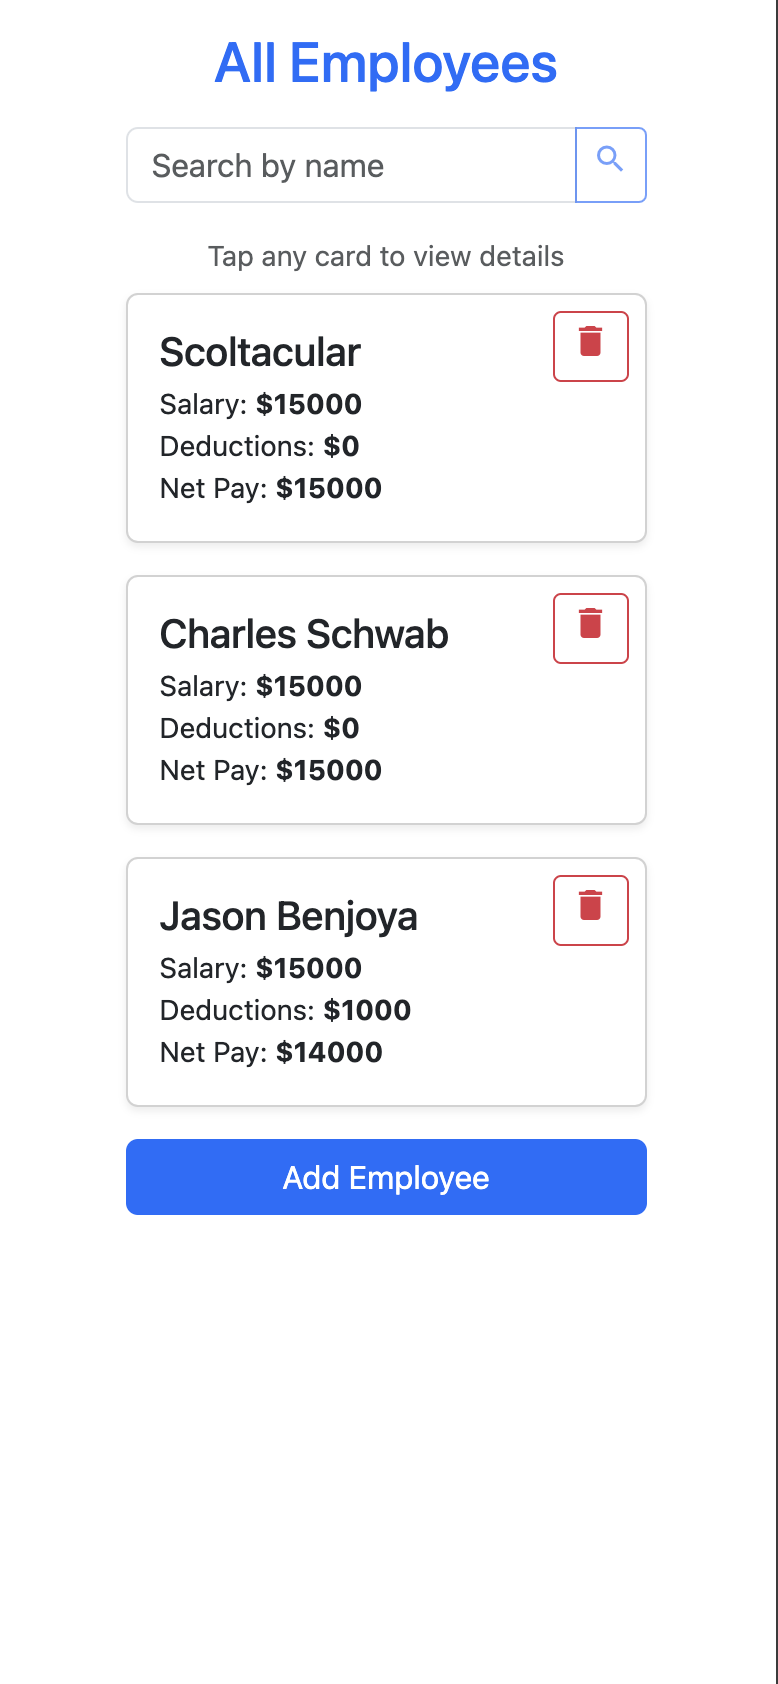 All Employees
Search by name
Tap any card to view details
Scoltacular
Salary: $15000
Deductions: $0
Net Pay: $15000
Charles Schwab
Salary: $15000
Deductions: $0
Net Pay: $15000
Jason Benjoya
Salary: $15000
Deductions: $1000
Net Pay: $14000
Add Employee